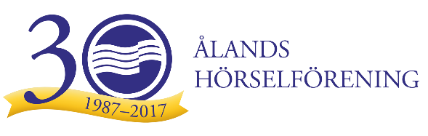 30
ÅLANDS
HÖRSELFÖRENING
1987–2017